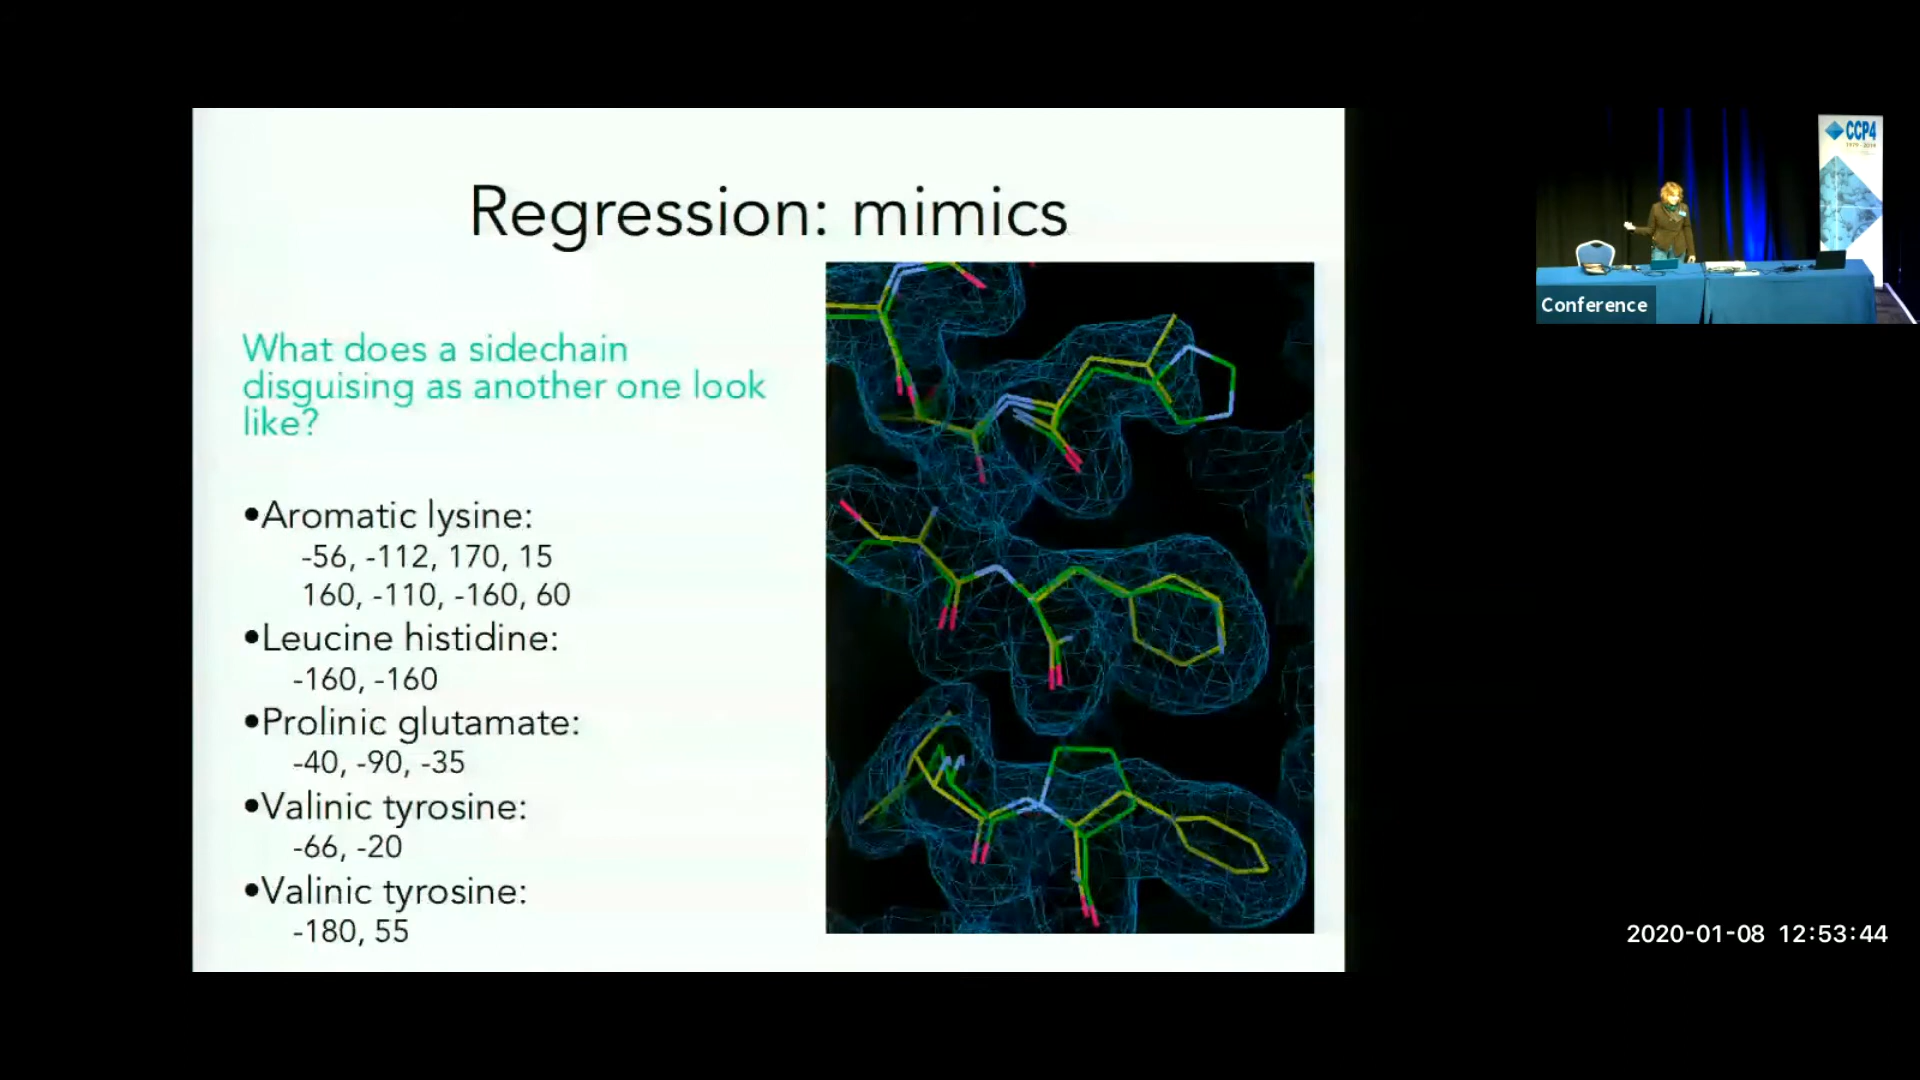 Regression: mimics
What does a sidechain
disguising as another one look
like?
•Aromatic lysine:
-56, -112, 170, 15
160, -110, -160, 60
•Leucine histidine:
-160, -160
•Prolinic glutamate:
-40, -90, -35
•Valinic tyrosine:
-66, -20
•Valinic tyrosine:
-180, 55
CCP4
1979 - 2019
Conference
2020-01-08 12:53:44